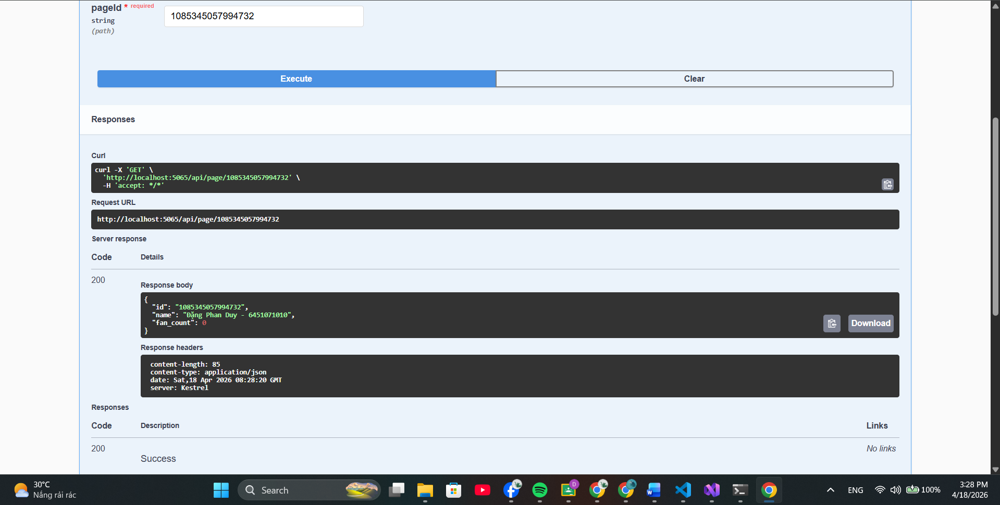 pageId * required
string
(path)
1085345057994732
Execute
Clear
Responses
Curl
curl -X 'GET' \
'http://localhost:5065/api/page/1085345057994732' \
-H 'accept: */*'
Request URL
http://localhost:5065/api/page/1085345057994732
Server response
Code
Details
200
Response body
{
"id": "1085345057994732",
"name": "Đặng Phan Duy - 6451071010",
"fan_count": 0
}
Download
Response headers
content-length: 85
content-type: application/json
date: Sat,18 Apr 2026 08:28:20 GMT
server: Kestrel
Responses
Code
Description
Links
200
Success
No links
30°C
Nắng rải rác
Search
D
ENG
100%
3:28 PM
4/18/2026